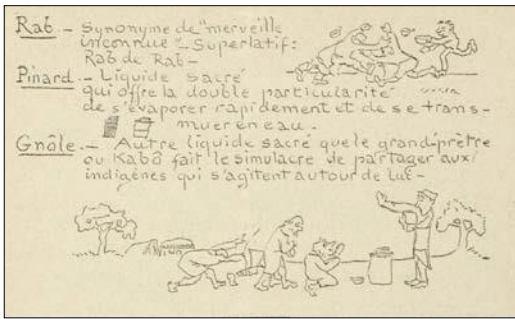 Rab. - Synonyme de "merveille
inconnue" - Superlatif:
Rab de Rab -
Pinard. - Liquide sacré
qui offre la double particularité
de s'évaporer rapidement et de se trans-
muer en eau.
Gnôle. - Autre liquide sacré que le grand-prêtre
ou Kabô fait le simulacre de partager aux
indigènes qui s'agitent autour de lui -